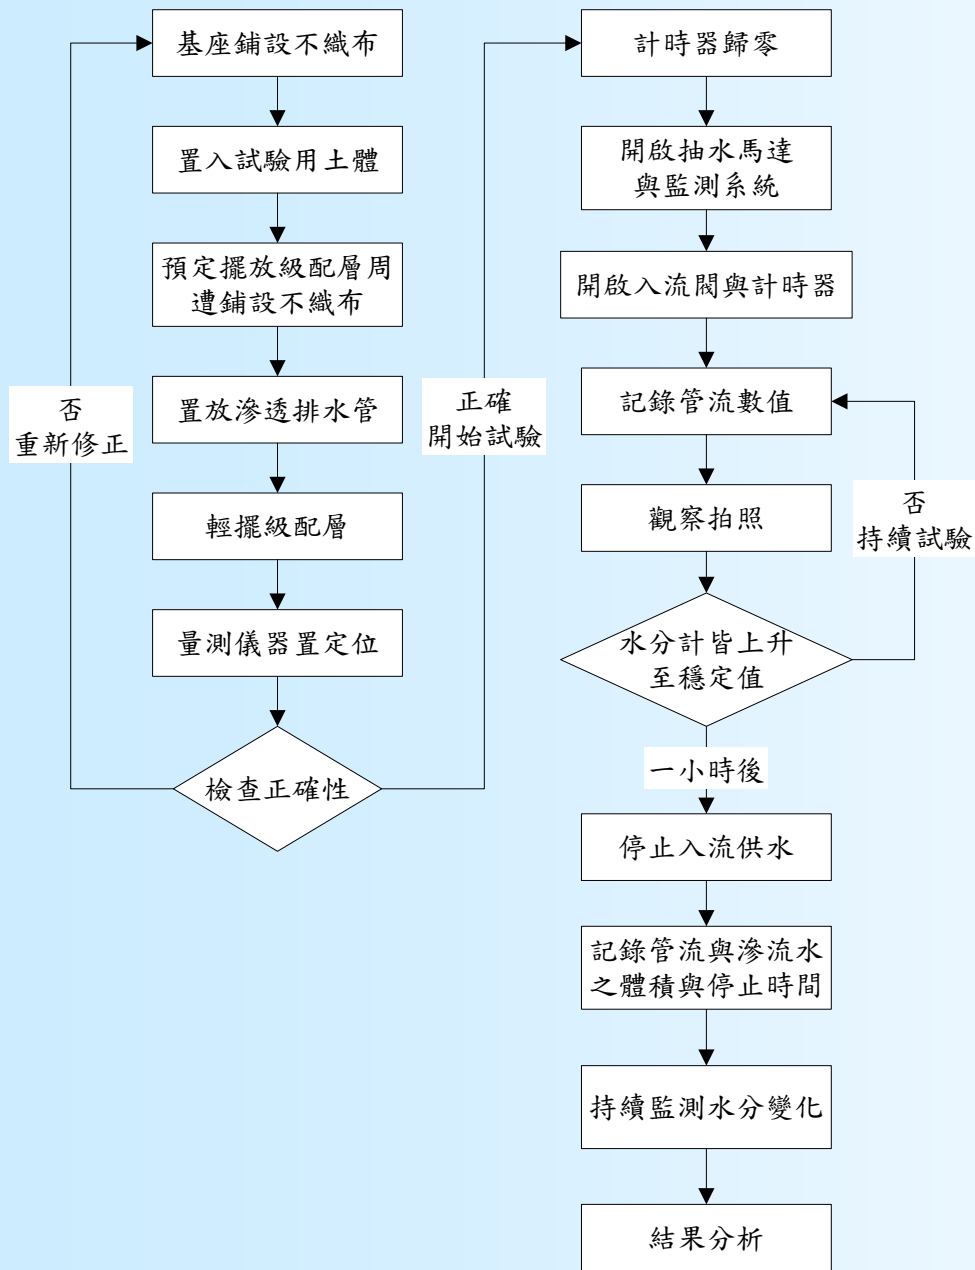 基座鋪設不織布
置入試驗用土體
預定擺放級配層周
遭鋪設不織布
置放滲透排水管
輕擺級配層
量測儀器置定位
檢查正確性
否
重新修正
正確
開始試驗
計時器歸零
開啟抽水馬達
與監測系統
開啟入流閥與計時器
記錄管流數值
觀察拍照
水分計皆上升
至穩定值
否
持續試驗
一小時後
停止入流供水
記錄管流與滲流水
之體積與停止時間
持續監測水分變化
結果分析